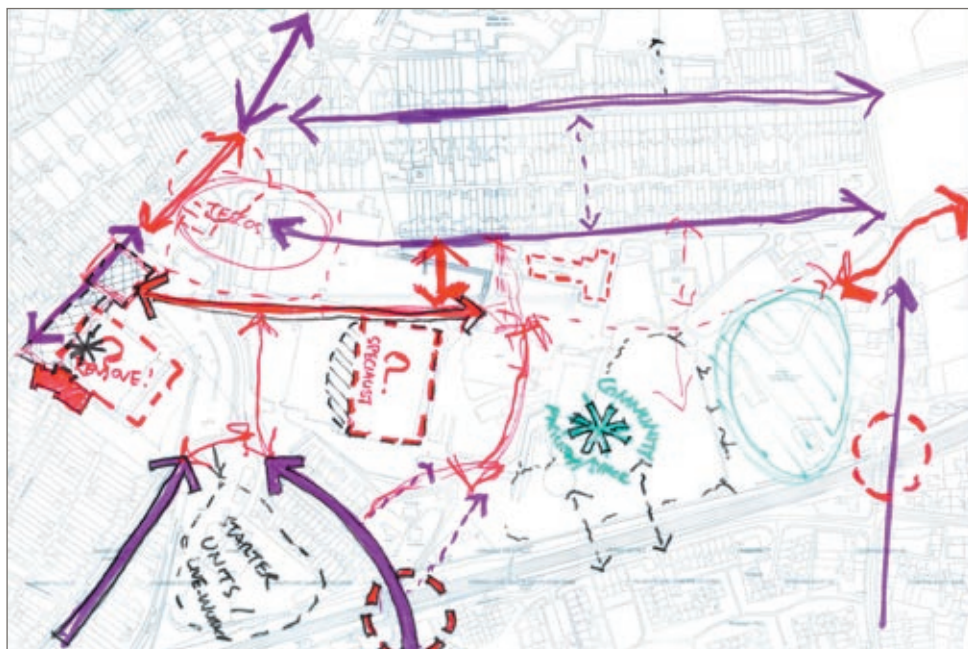 TESCOS
REMOVE?
SPECIALIST
?
COMMUNITY
STARTER
UNITS /
LIVE-WORK